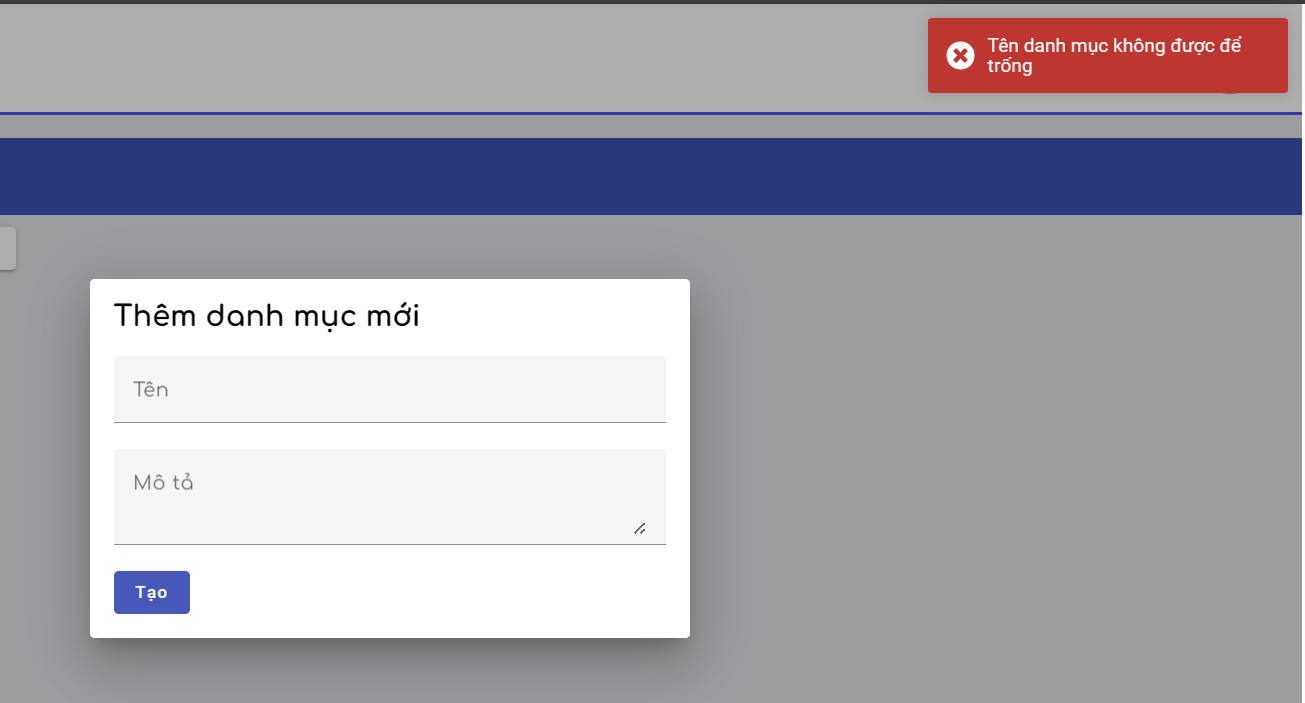 Tên danh mục không được để
trống
Thêm danh mục mới
Tên
Mô tả
Tạo